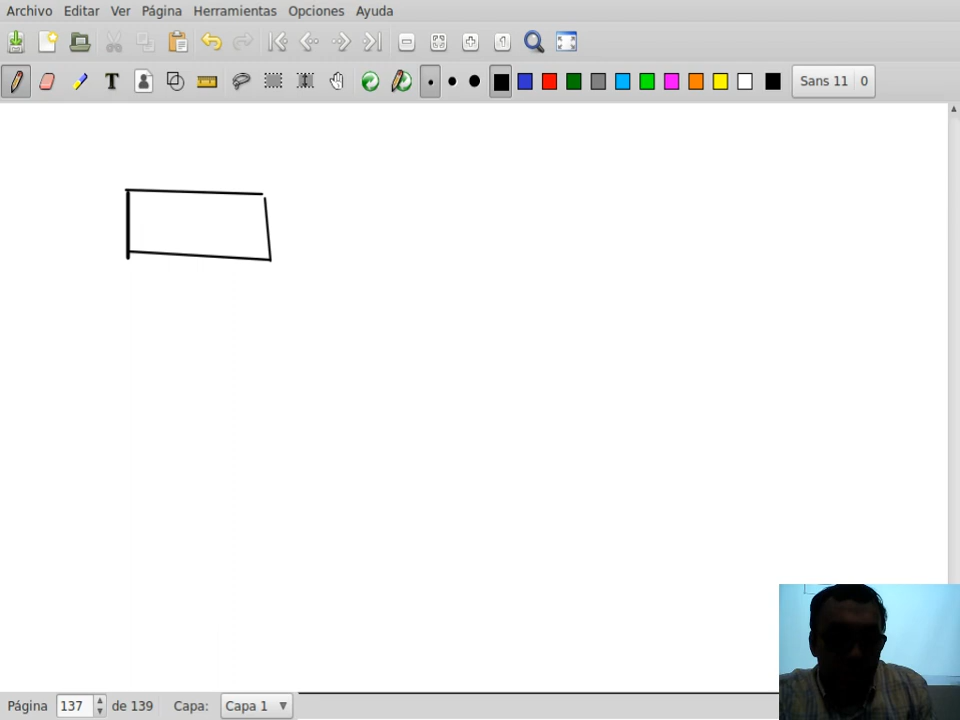 Archivo Editar Ver Página Herramientas Opciones Ayuda
T Sans 11 0
Página 137 de 139 Capa: Capa 1